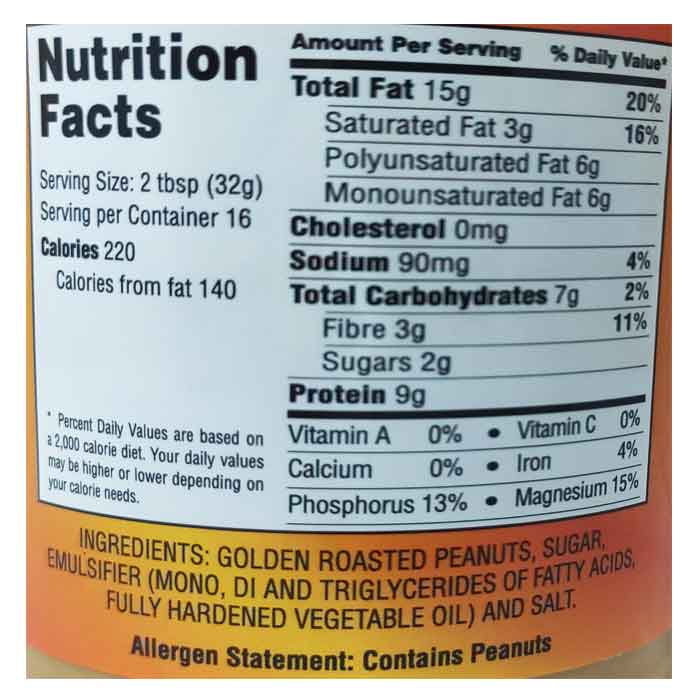 Nutrition
Facts
Serving Size: 2 tbsp (32g)
Serving per Container 16
Calories 220
Calories from fat 140
* Percent Daily Values are based on
a 2,000 calorie diet. Your daily values
may be higher or lower depending on
your calorie needs.
Amount Per Serving % Daily Value*
Total Fat 15g 20%
Saturated Fat 3g 16%
Polyunsaturated Fat 6g
Monounsaturated Fat 6g
Cholesterol 0mg
Sodium 90mg 4%
Total Carbohydrates 7g 2%
Fibre 3g 11%
Sugars 2g
Protein 9g
Vitamin A 0% • Vitamin C 0%
Calcium 0% • Iron 4%
Phosphorus 13% • Magnesium 15%
INGREDIENTS: GOLDEN ROASTED PEANUTS, SUGAR,
EMULSIFIER (MONO, DI AND TRIGLYCERIDES OF FATTY ACIDS,
FULLY HARDENED VEGETABLE OIL) AND SALT.
Allergen Statement: Contains Peanuts